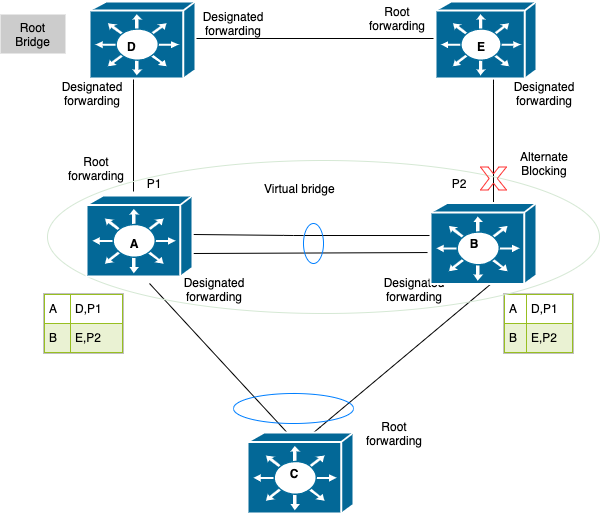 Root
Bridge
D
Designated
forwarding
Root
forwarding
E
Designated
forwarding
Designated
forwarding
Root
forwarding
P1
Virtual bridge
P2
Alternate
Blocking
A
B
Designated
forwarding
Designated
forwarding
A D,P1
B E,P2
A D,P1
B E,P2
Root
forwarding
C